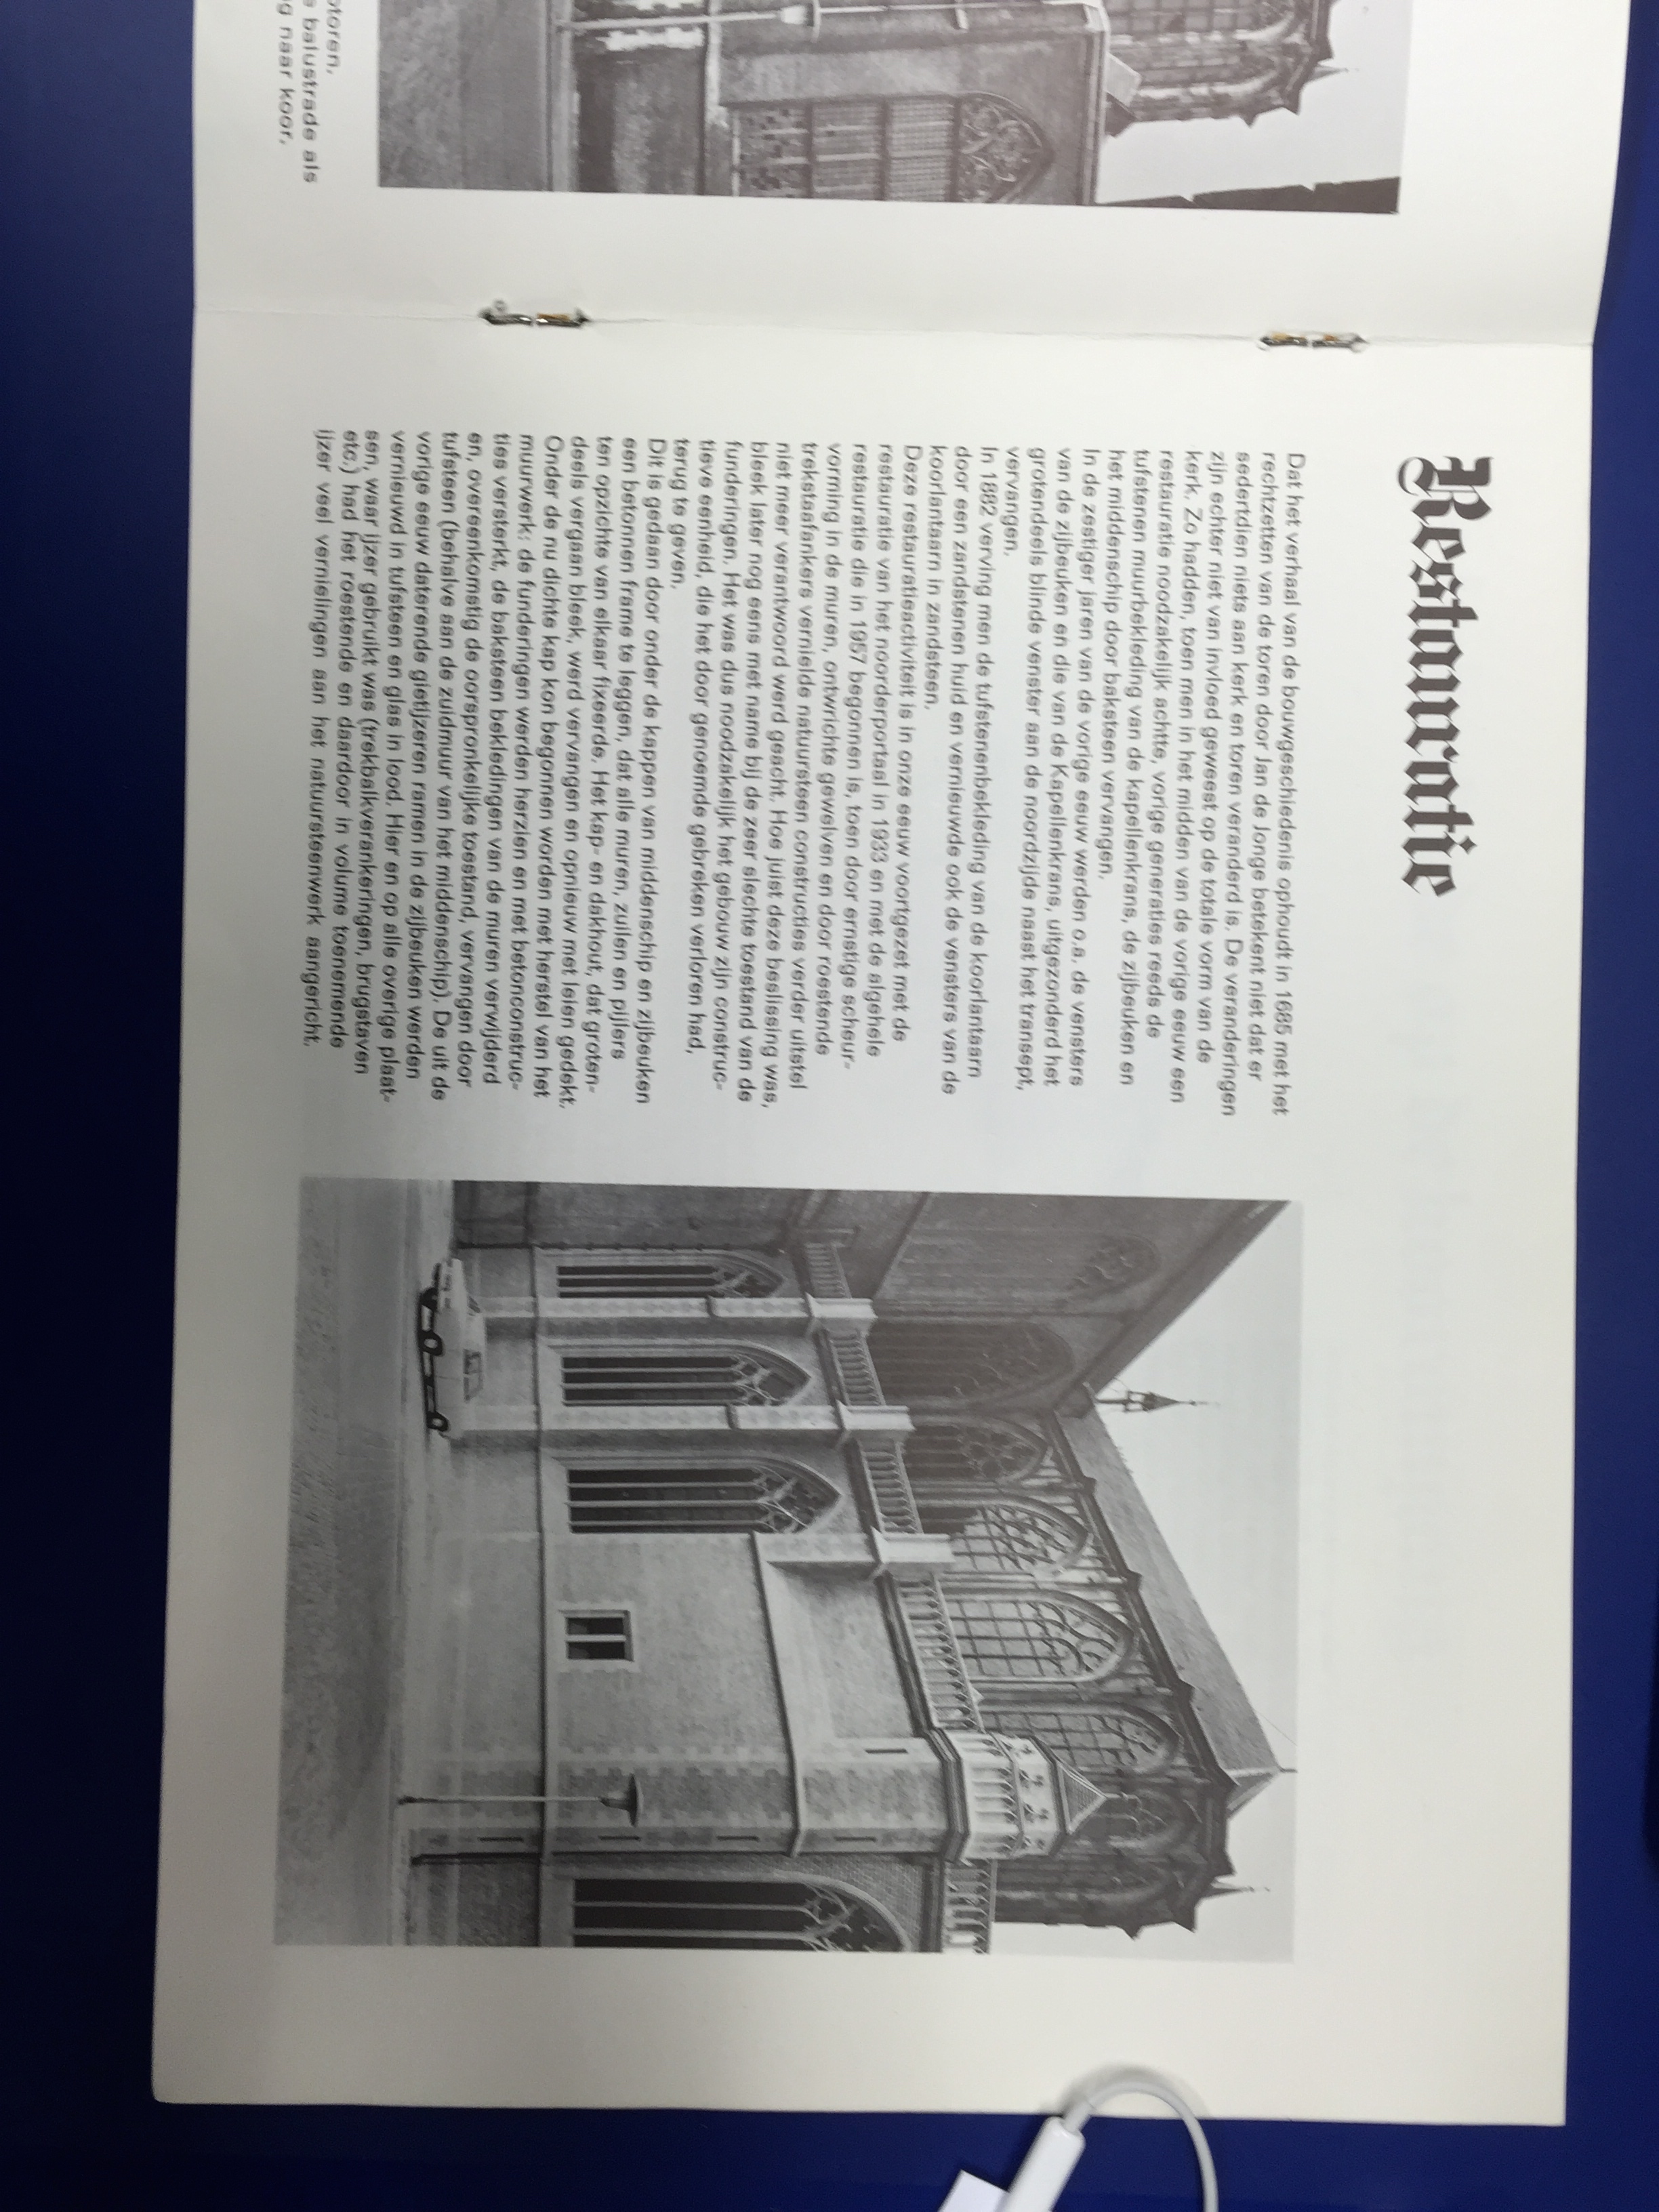 otoren.
balustrade als
g naar koor.
Restauratie
Dat het verhaal van de bouwgeschiedenis ophoudt in 1685 met het
rechtzetten van de toren door Jan de Jonge betekent niet dat er
sedertdien niets aan kerk en toren veranderd is. De veranderingen
zijn echter niet van invloed geweest op de totale vorm van de
kerk. Zo hadden, toen men in het midden van de vorige eeuw een
restauratie noodzakelijk achtte, vorige generaties reeds de
tufstenen muurbekleding van de kapellenkrans, de zijbeuken en
het middenschip door baksteen vervangen.
In de zestiger jaren van de vorige eeuw werden o.a. de vensters
van de zijbeuken en die van de Kapellenkrans, uitgezonderd het
grotendeels blinde venster aan de noordzijde naast het transept,
vervangen.
In 1882 verving men de tufstenenbekleding van de koorlantaarn
door een zandstenen huid en vernieuwde ook de vensters van de
koorlantaarn in zandsteen.
Deze restauratieactiviteit is in onze eeuw voortgezet met de
restauratie van het noorderportaal in 1933 en met de algehele
restauratie die in 1957 begonnen is, toen door ernstige scheur-
vorming in de muren, ontwrichte gewelven en door roestende
trekstaafankers vernielde natuursteen constructies verder uitstel
niet meer verantwoord werd geacht. Hoe juist deze beslissing was,
bleek later nog eens met name bij de zeer slechte toestand van de
funderingen. Het was dus noodzakelijk het gebouw zijn construc-
tieve eenheid, die het door genoemde gebreken verloren had,
terug te geven.
Dit is gedaan door onder de kappen van middenschip en zijbeuken
een betonnen frame te leggen, dat alle muren, zuilen en pijlers
ten opzichte van elkaar fixeerde. Het kap- en dakhout, dat groten-
deels vergaan bleek, werd vervangen en opnieuw met leien gedekt.
Onder de nu dichte kap kon begonnen worden met herstel van het
muurwerk: de funderingen werden herzien en met betonconstruc-
ties versterkt, de baksteen bekledingen van de muren verwijderd
en, overeenkomstig de oorspronkelijke toestand, vervangen door
tufsteen (behalve aan de zuidmuur van het middenschip). De uit de
vorige eeuw daterende gietijzeren ramen in de zijbeuken werden
vernieuwd in tufsteen en glas in lood. Hier en op alle overige plaat-
sen, waar ijzer gebruikt was (trekbalkverankeringen, brugstaven
etc.) had het roestende en daardoor in volume toenemende
ijzer veel vernielingen aan het natuursteenwerk aangericht.